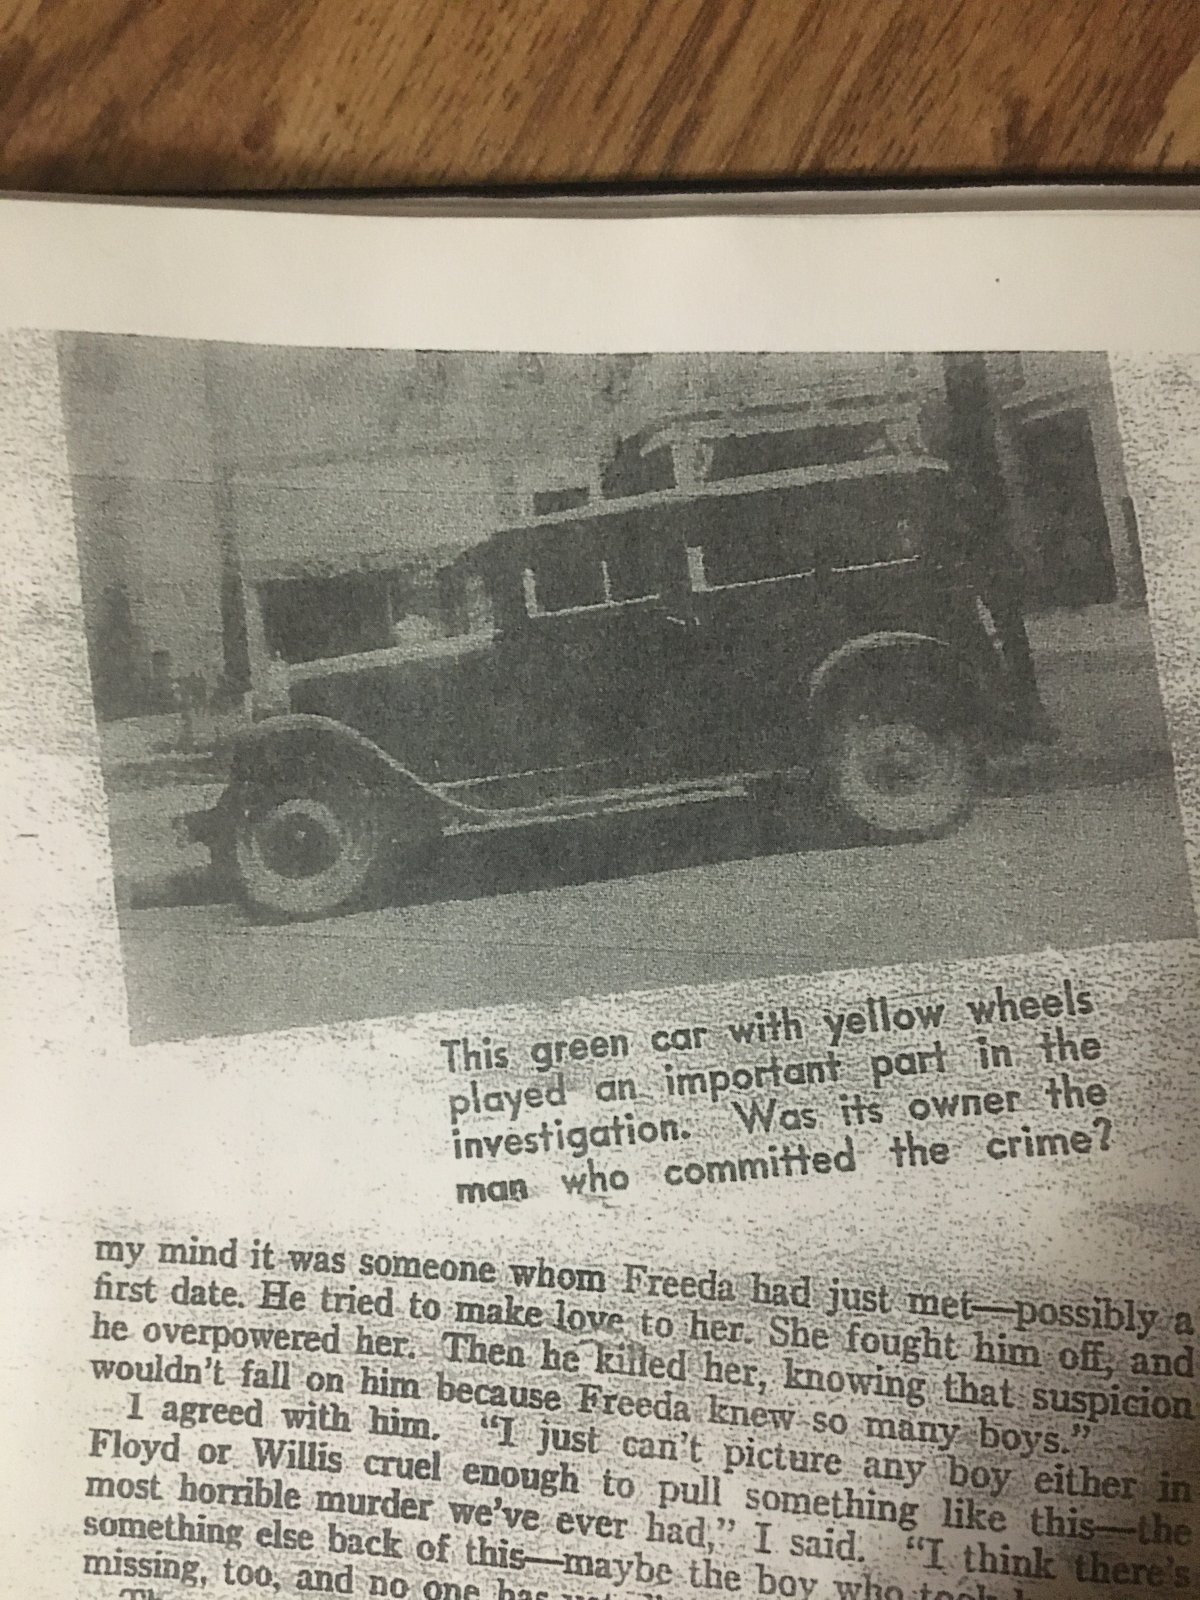 This green car with yellow wheels
played an important part in the
investigation. Was its owner the
man who committed the crime?
my mind it was someone whom Freeda had just met—possibly a
first date. He tried to make love to her. She fought him off, and
he overpowered her. Then he killed her, knowing that suspicion
wouldn't fall on him because Freeda knew so many boys."
I agreed with him. "I just can't picture any boy either in
Floyd or Willis cruel enough to pull something like this—the
most horrible murder we've ever had," I said. "I think there's
something else back of this—maybe the boy who took
missing, too, and no one has